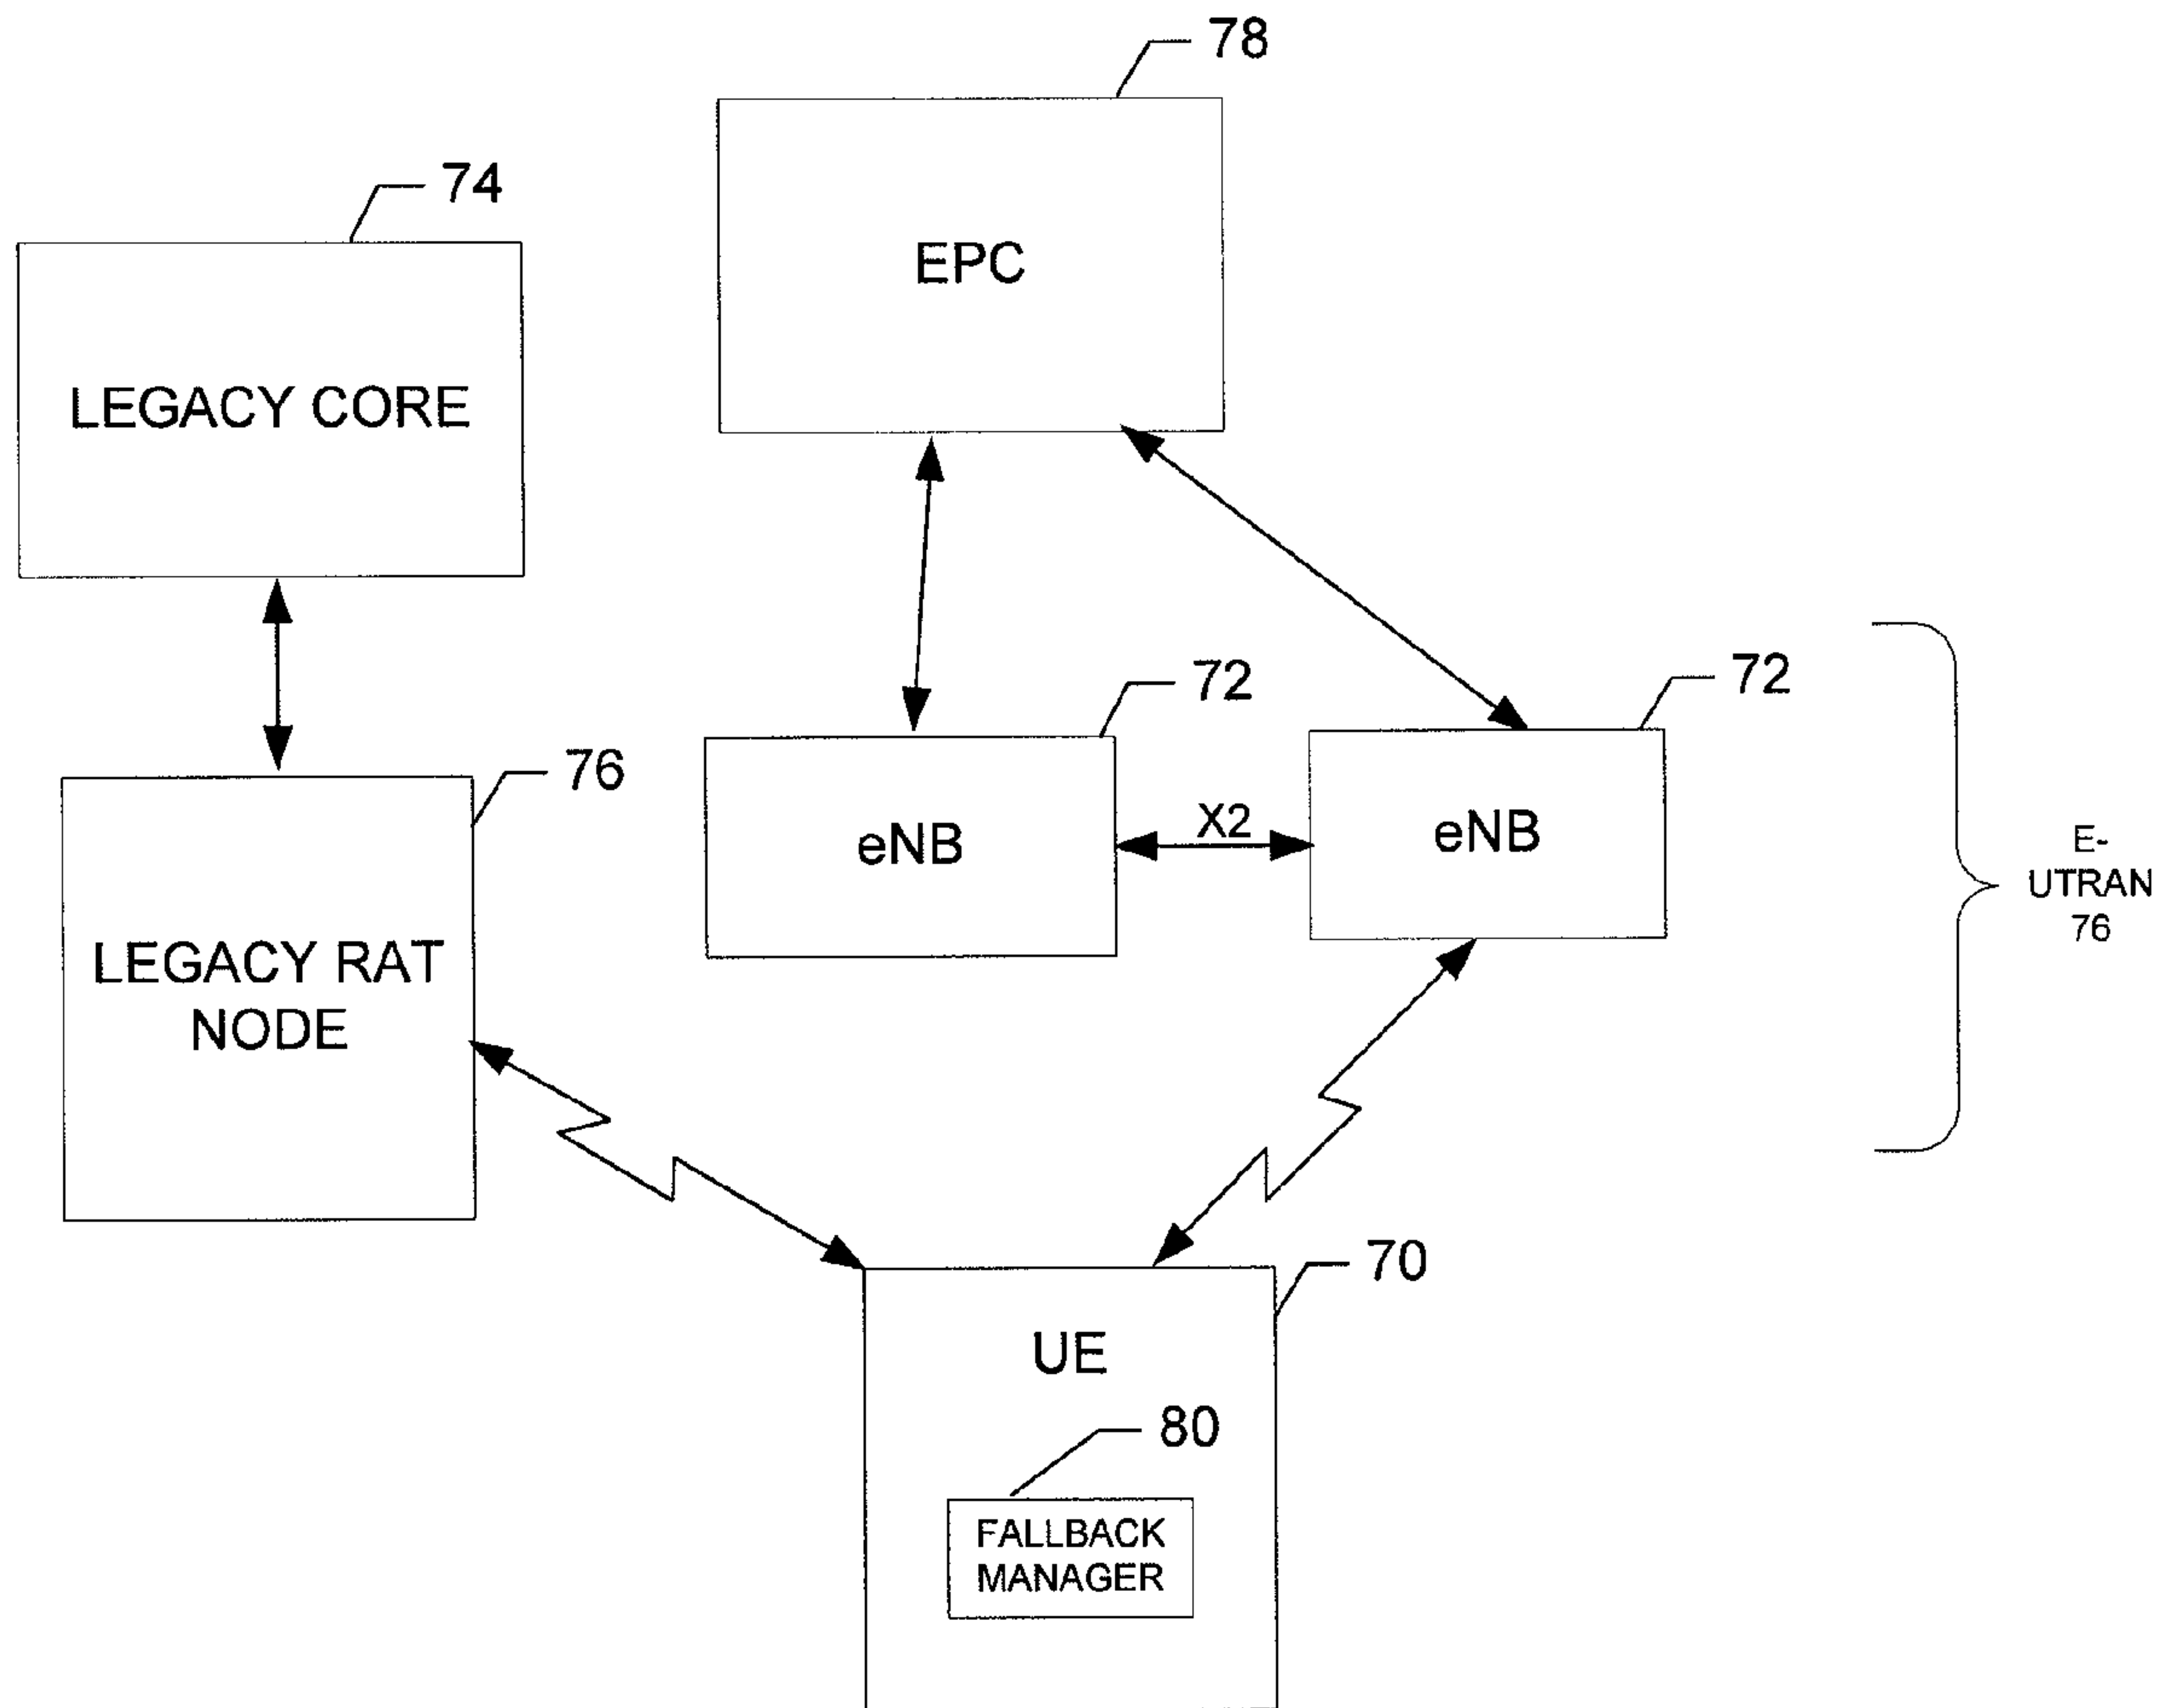 78
74
EPC
LEGACY CORE
72
72
76
X2
eNB
eNB
E-
UTRAN
76
LEGACY RAT
NODE
70
UE
80
FALLBACK
MANAGER